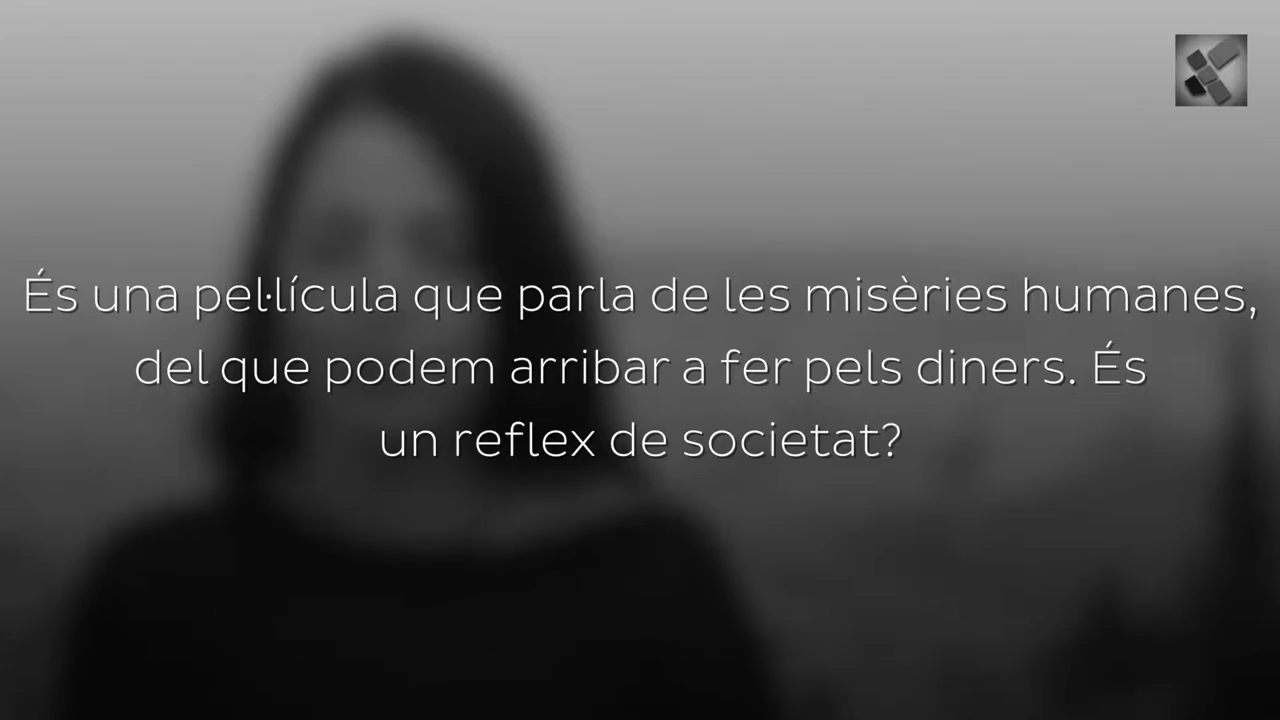 És una pel·lícula que parla de les misèries humanes,
del que podem arribar a fer pels diners. És
un reflex de societat?